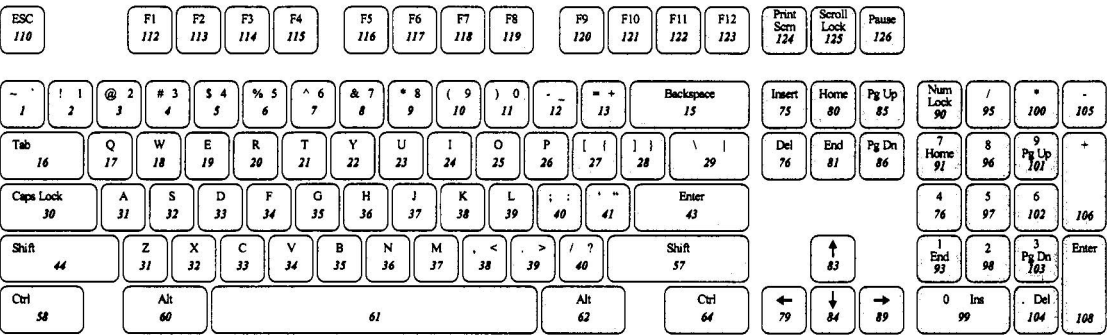 ESC F1 F2 F3 F4 F5 F6 F7 F8 F9 F10 F11 F12 Print Scrn Scroll Lock Pause
110 112 113 114 115 116 117 118 119 120 121 122 123 124 125 126
~ ` ! 1 @ 2 # 3 $ 4 % 5 ^ 6 & 7 * 8 ( 9 ) 0 - _ = + Backspace Insert Home Pg Up Num Lock / * -
1 2 3 4 5 6 7 8 9 10 11 12 13 15 75 80 85 90 95 100 105
Tab Q W E R T Y U I O P [ { ] } \ | Del End Pg Dn 7 Home 8 9 Pg Up +
16 17 18 19 20 21 22 23 24 25 26 27 28 29 76 81 86 91 96 101
Caps Lock A S D F G H J K L ; : ' “ Enter 4 5 6
30 31 32 33 34 35 36 37 38 39 40 41 43 76 97 102 106
Shift Z X C V B N M , < . > / ? Shift ↑ 1 End 2 3 Pg Dn Enter
44 31 32 33 34 35 36 37 38 39 40 57 83 93 98 103
Ctrl Alt Alt Ctrl ← ↓ → 0 Ins . Del
58 60 61 62 64 79 84 89 99 104 108